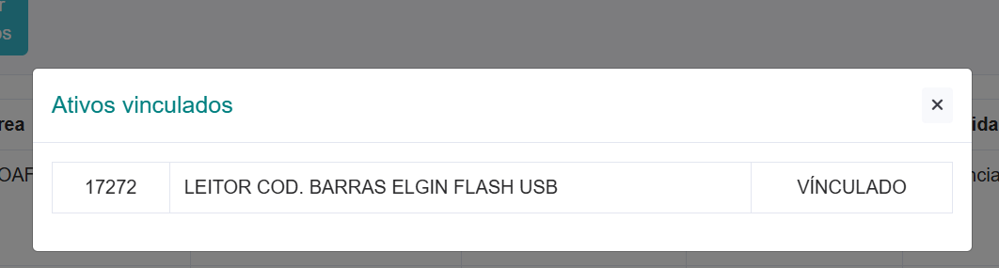 Ativos vinculados
×
17272 LEITOR COD. BARRAS ELGIN FLASH USB VÍNCULADO